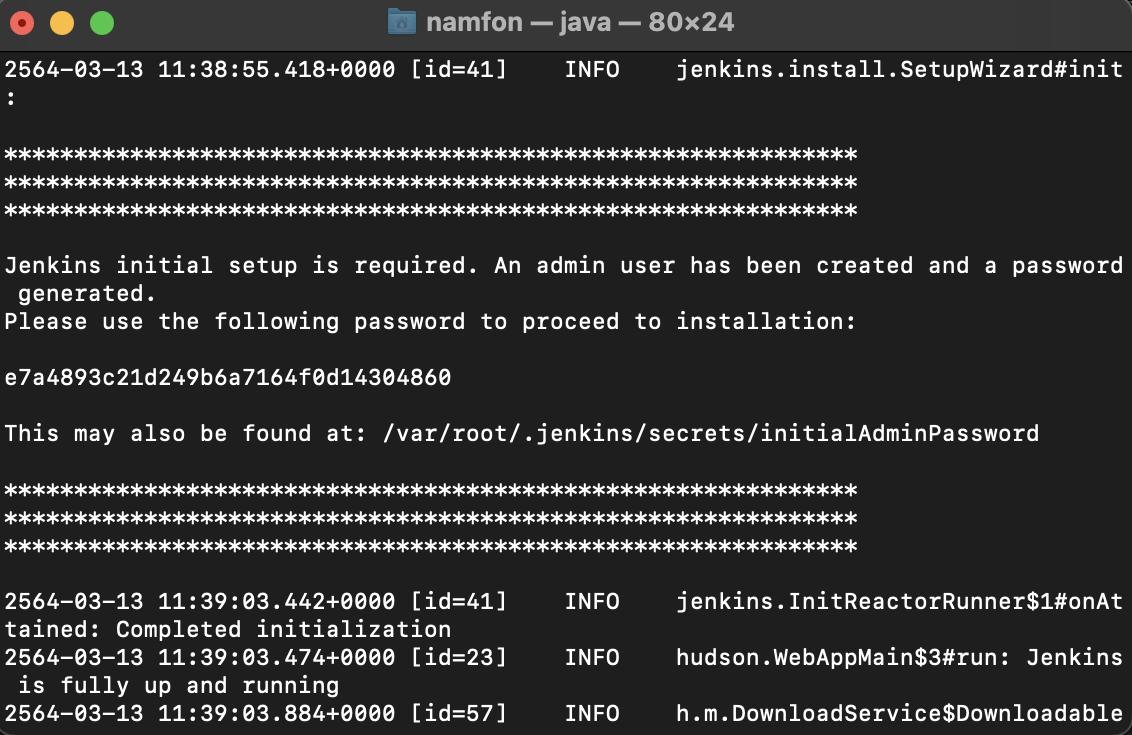 namfon — java — 80×24
2564-03-13 11:38:55.418+0000 [id=41]    INFO    jenkins.install.SetupWizard#init
:
*************************************************************
*************************************************************
*************************************************************
Jenkins initial setup is required. An admin user has been created and a password
 generated.
Please use the following password to proceed to installation:
e7a4893c21d249b6a7164f0d14304860
This may also be found at: /var/root/.jenkins/secrets/initialAdminPassword
*************************************************************
*************************************************************
*************************************************************
2564-03-13 11:39:03.442+0000 [id=41]    INFO    jenkins.InitReactorRunner$1#onAt
tained: Completed initialization
2564-03-13 11:39:03.474+0000 [id=23]    INFO    hudson.WebAppMain$3#run: Jenkins
 is fully up and running
2564-03-13 11:39:03.884+0000 [id=57]    INFO    h.m.DownloadService$Downloadable